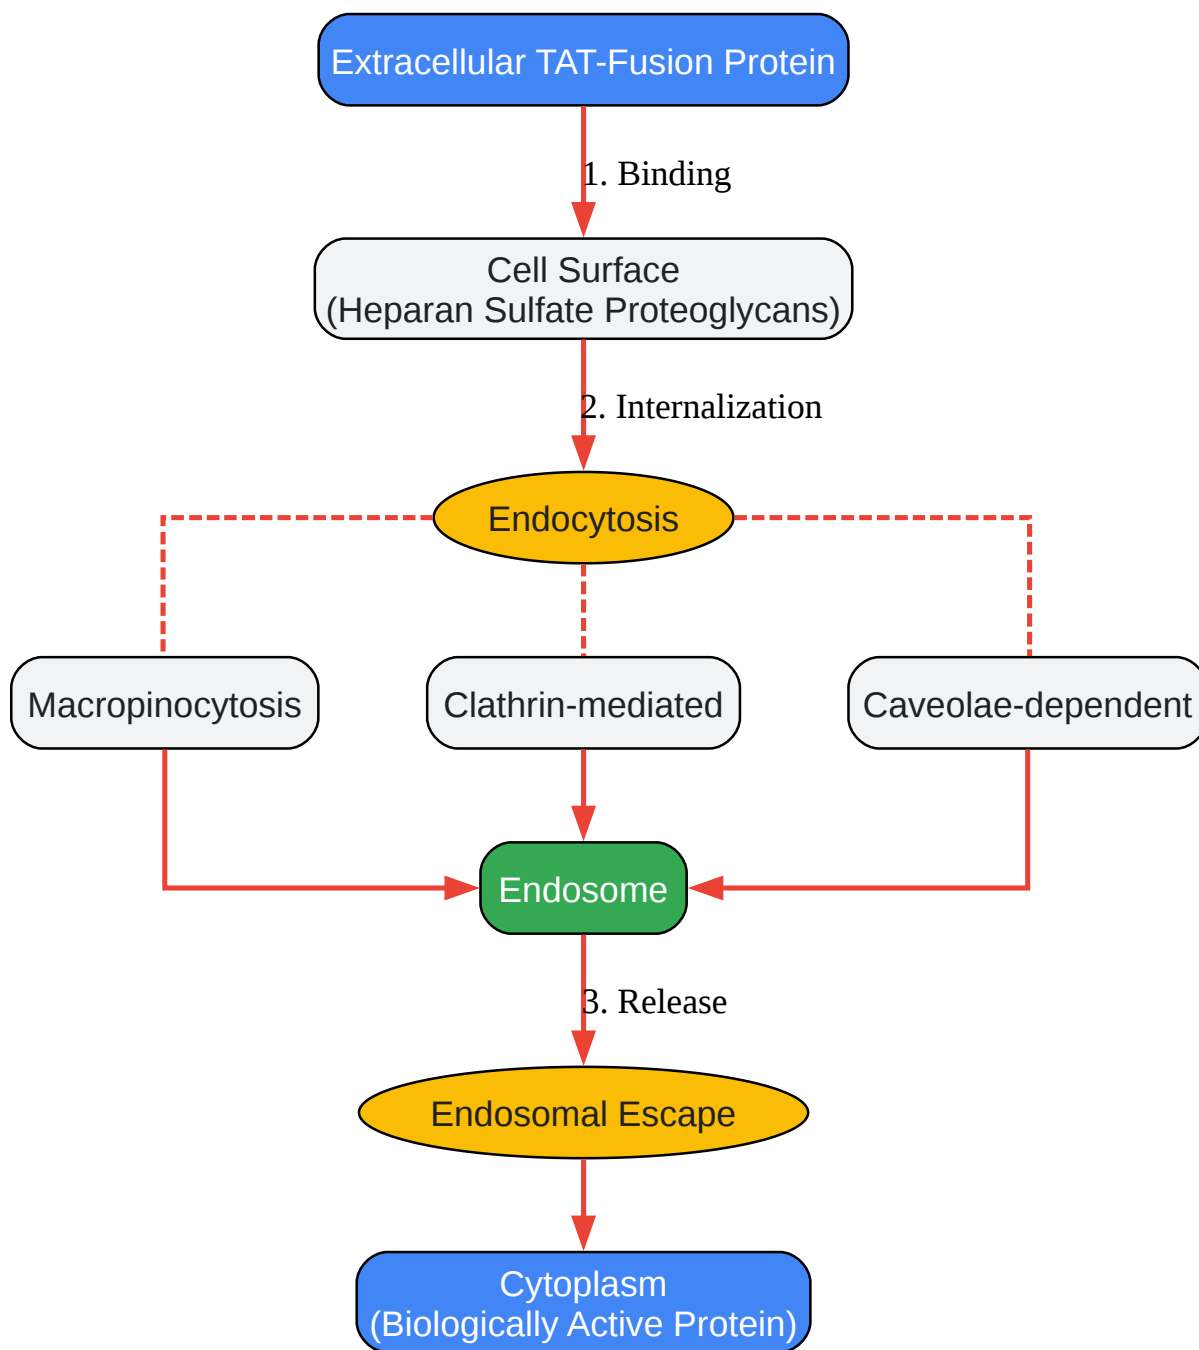 Extracellular TAT-Fusion Protein
1. Binding
Cell Surface
(Heparan Sulfate Proteoglycans)
2. Internalization
Endocytosis
Macropinocytosis
Clathrin-mediated
Caveolae-dependent
Endosome
3. Release
Endosomal Escape
Cytoplasm
(Biologically Active Protein)